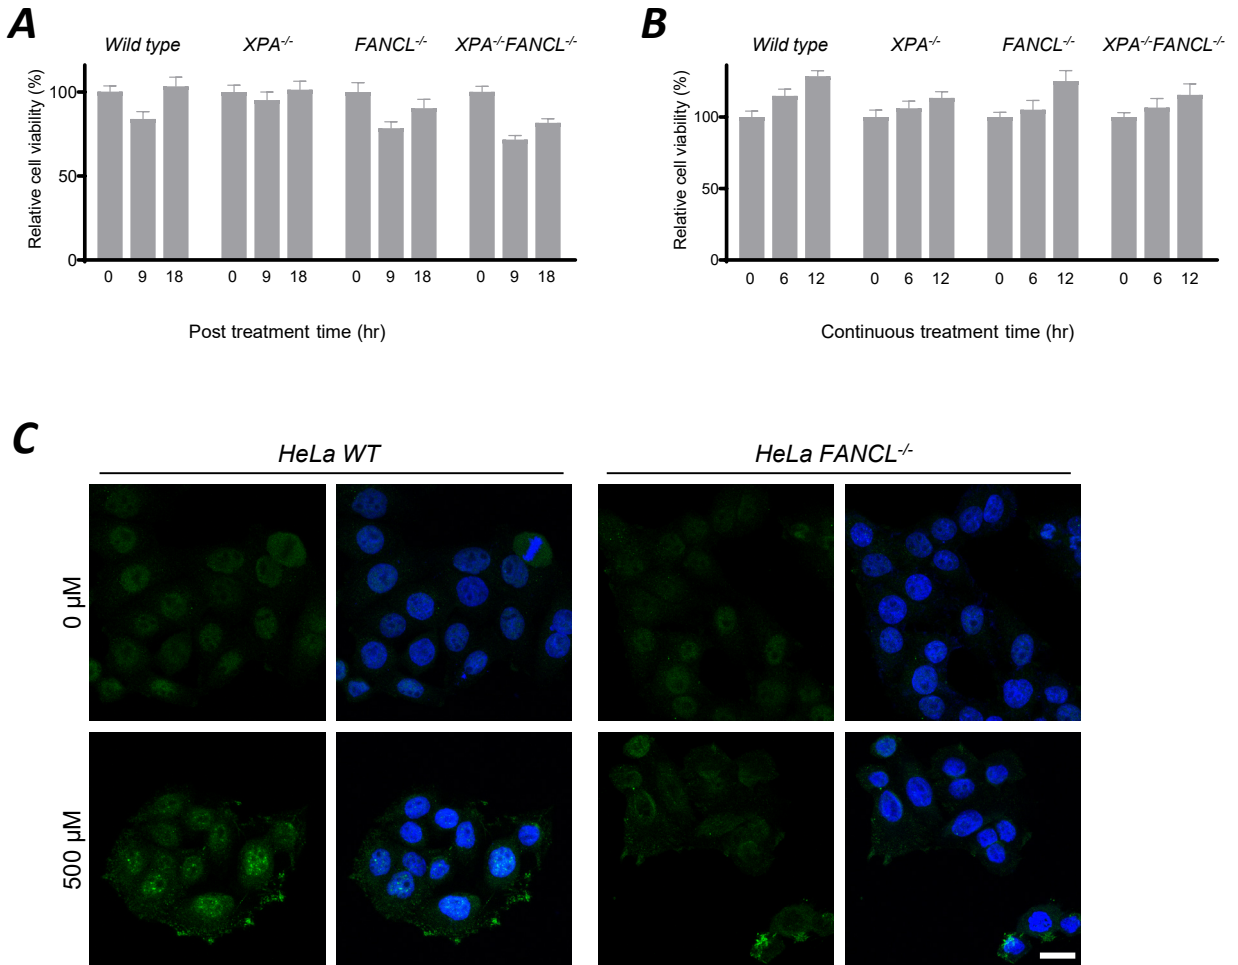 A
Wild type XPA-/- FANCL-/- XPA-/-FANCL-/-
Relative cell viability (%)
100
50
0
0 9 18 0 9 18 0 9 18 0 9 18
Post treatment time (hr)
B
Wild type XPA-/- FANCL-/- XPA-/-FANCL-/-
Relative cell viability (%)
100
50
0
0 6 12 0 6 12 0 6 12 0 6 12
Continuous treatment time (hr)
C
HeLa WT HeLa FANCL-/-
0 µM
500 µM